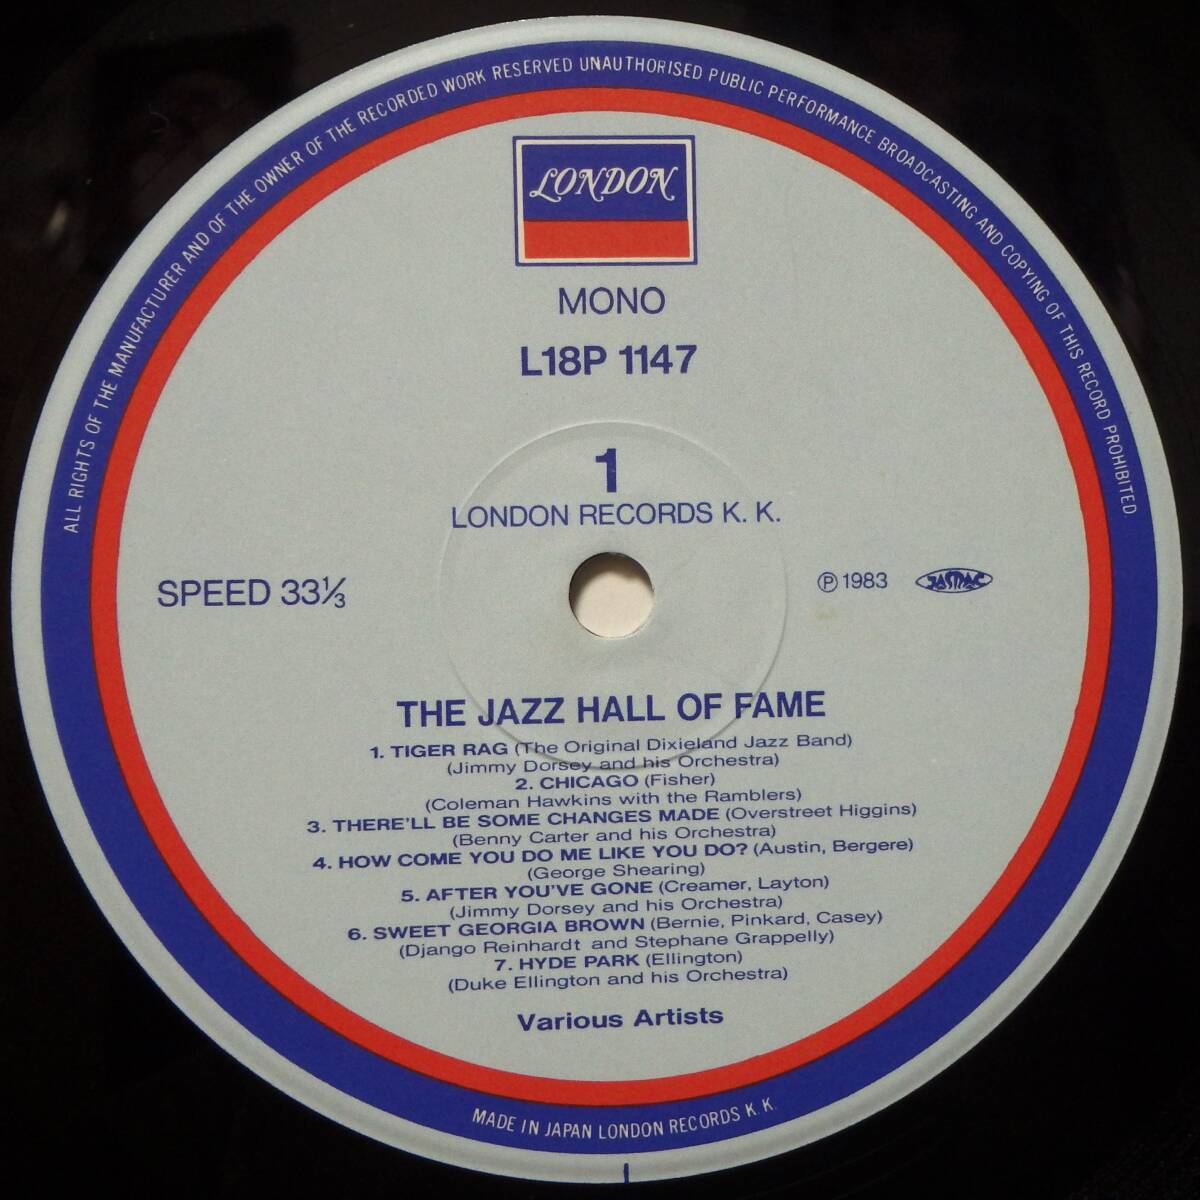 ALL RIGHTS OF THE MANUFACTURER AND OF THE OWNER OF THE RECORDED WORK RESERVED UNAUTHORISED PUBLIC PERFORMANCE BROADCASTING AND COPYING OF THIS RECORD PROHIBITED.
LONDON
MONO
L18P 1147
1
LONDON RECORDS K. K.
SPEED 33⅓
℗ 1983
JASRAC
THE JAZZ HALL OF FAME
1. TIGER RAG (The Original Dixieland Jazz Band)
(Jimmy Dorsey and his Orchestra)
2. CHICAGO (Fisher)
(Coleman Hawkins with the Ramblers)
3. THERE'LL BE SOME CHANGES MADE (Overstreet Higgins)
(Benny Carter and his Orchestra)
4. HOW COME YOU DO ME LIKE YOU DO? (Austin, Bergere)
(George Shearing)
5. AFTER YOU'VE GONE (Creamer, Layton)
(Jimmy Dorsey and his Orchestra)
6. SWEET GEORGIA BROWN (Bernie, Pinkard, Casey)
(Django Reinhardt and Stephane Grappelly)
7. HYDE PARK (Ellington)
(Duke Ellington and his Orchestra)
Various Artists
MADE IN JAPAN LONDON RECORDS K. K.